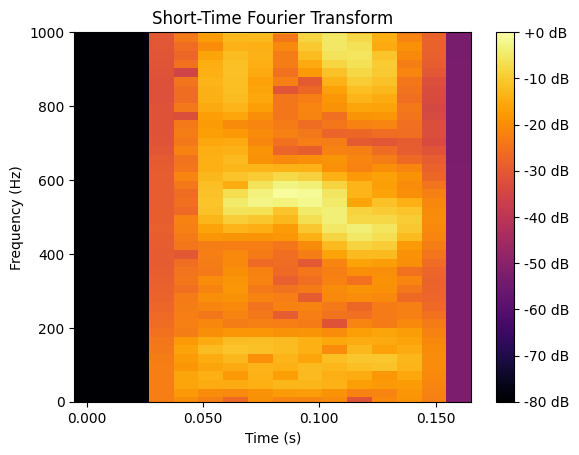 Short-Time Fourier Transform
1000
800
600
400
200
0
Frequency (Hz)
0.000
0.050
0.100
0.150
Time (s)
+0 dB
-10 dB
-20 dB
-30 dB
-40 dB
-50 dB
-60 dB
-70 dB
-80 dB